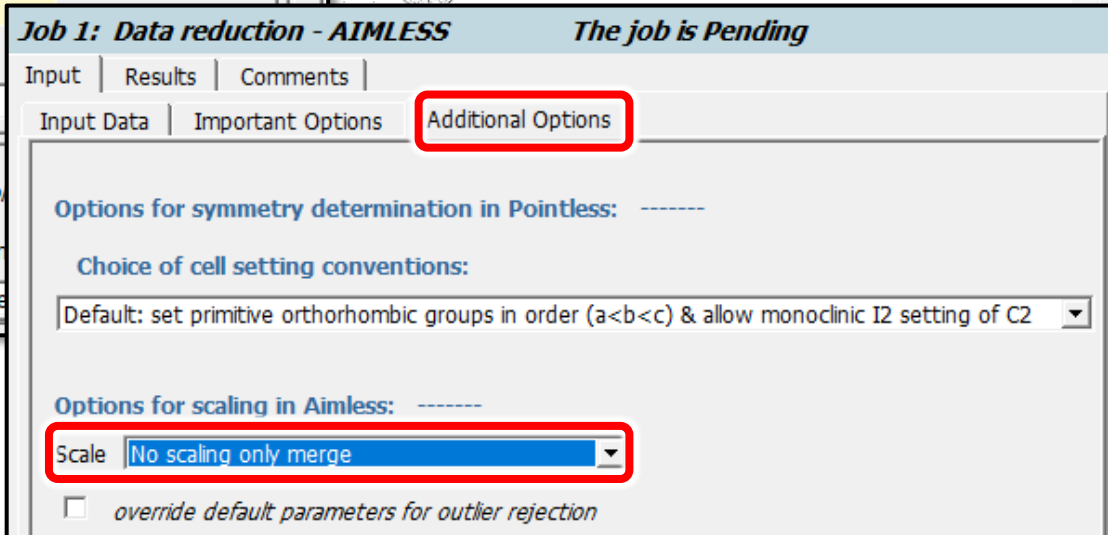 Job 1: Data reduction - AIMLESS The job is Pending
Input Results Comments
Input Data Important Options Additional Options
Options for symmetry determination in Pointless: -------
Choice of cell setting conventions:
Default: set primitive orthorhombic groups in order (a<b<c) & allow monoclinic I2 setting of C2
Options for scaling in Aimless: -------
Scale No scaling only merge
override default parameters for outlier rejection